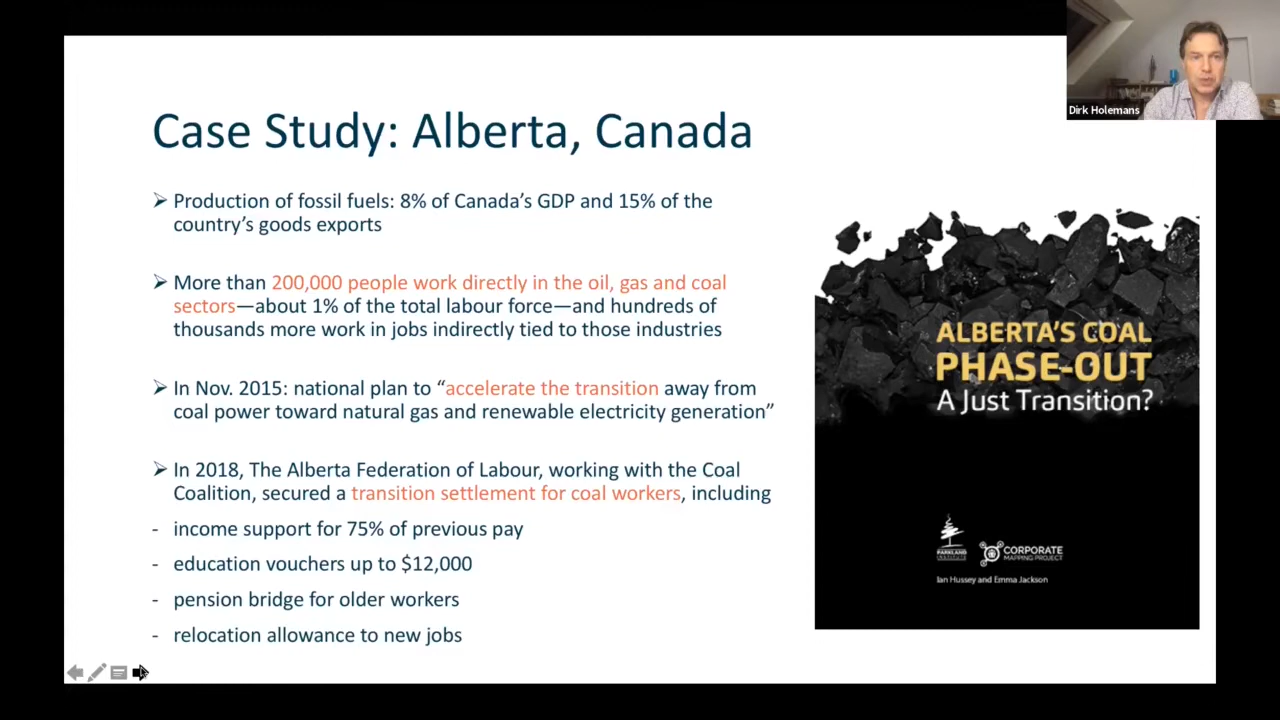 Dirk Holemans
Case Study: Alberta, Canada
➢ Production of fossil fuels: 8% of Canada’s GDP and 15% of the
country’s goods exports
➢ More than 200,000 people work directly in the oil, gas and coal
sectors—about 1% of the total labour force—and hundreds of
thousands more work in jobs indirectly tied to those industries
➢ In Nov. 2015: national plan to “accelerate the transition away from
coal power toward natural gas and renewable electricity generation”
➢ In 2018, The Alberta Federation of Labour, working with the Coal
Coalition, secured a transition settlement for coal workers, including
- income support for 75% of previous pay
- education vouchers up to $12,000
- pension bridge for older workers
- relocation allowance to new jobs
ALBERTA’S COAL
PHASE-OUT
A Just Transition?
PARKLAND
INSTITUTE
CORPORATE
MAPPING PROJECT
Ian Hussey and Emma Jackson